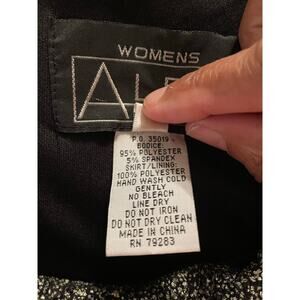 WOMENS
P.O. 35019
BODICE:
95% POLYESTER
5% SPANDEX
SKIRT/LINING:
100% POLYESTER
HAND WASH COLD
GENTLY
NO BLEACH
LINE DRY
DO NOT IRON
DO NOT DRY CLEAN
MADE IN CHINA
RN 79283